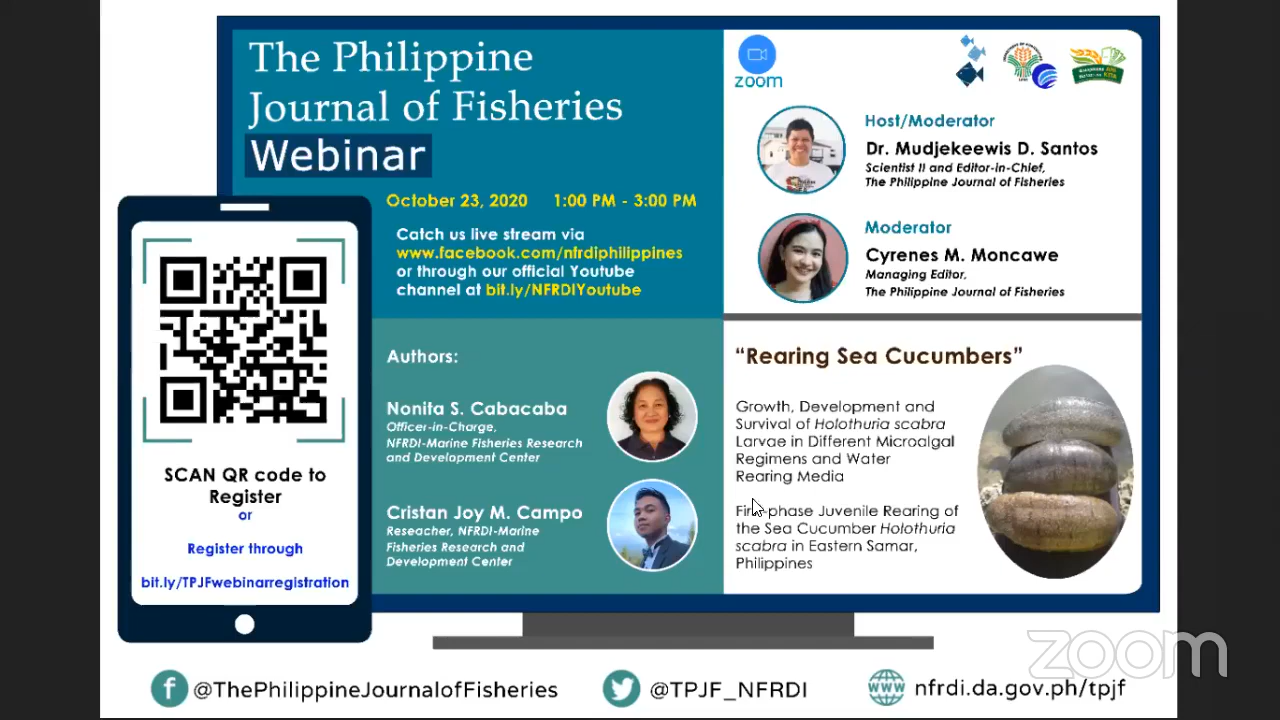 The Philippine
Journal of Fisheries
Webinar
October 23, 2020 1:00 PM - 3:00 PM
Catch us live stream via
www.facebook.com/nfrdiphilippines
or through our official Youtube
channel at bit.ly/NFRDIYoutube
zoom
Host/Moderator
Dr. Mudjekeewis D. Santos
Scientist II and Editor-in-Chief,
The Philippine Journal of Fisheries
Moderator
Cyrenes M. Moncawe
Managing Editor,
The Philippine Journal of Fisheries
SCAN QR code to
Register
or
Register through
bit.ly/TPJFwebinarregistration
Authors:
Nonita S. Cabacaba
Officer-in-Charge,
NFRDI-Marine Fisheries Research
and Development Center
Cristan Joy M. Campo
Reseacher, NFRDI-Marine
Fisheries Research and
Development Center
“Rearing Sea Cucumbers”
Growth, Development and
Survival of Holothuria scabra
Larvae in Different Microalgal
Regimens and Water
Rearing Media
Juvenile Rearing of
the Sea Cucumber Holothuria
scabra in Eastern Samar,
Philippines
zoom
@ThePhilippineJournalofFisheries
@TPJF_NFRDI
nfrdi.da.gov.ph/tpjf